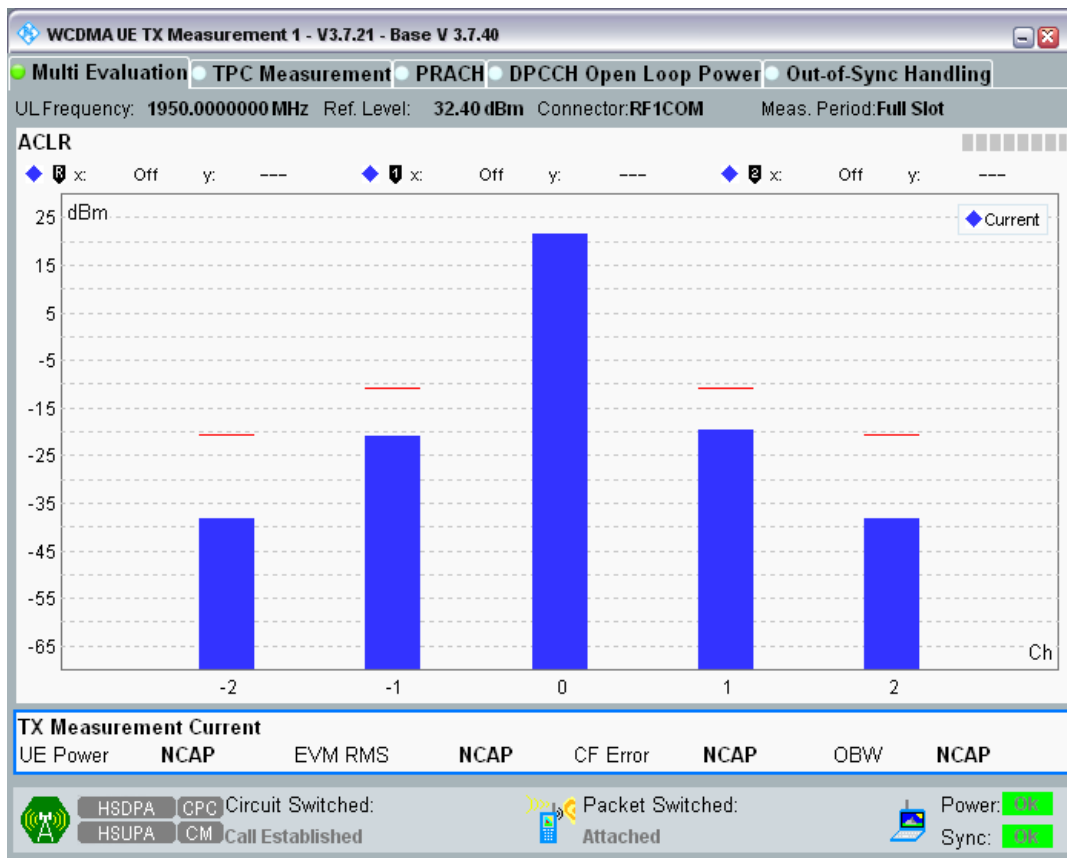 WCDMA UE TX Measurement 1 - V3.7.21 - Base V 3.7.40
Multi Evaluation TPC Measurement PRACH DPCCH Open Loop Power Out-of-Sync Handling
UL Frequency: 1950.0000000 MHz Ref. Level: 32.40 dBm Connector: RF1COM Meas. Period: Full Slot
ACLR
R x: Off y: --- 1 x: Off y: --- 2 x: Off y: ---
dBm
Current
25
15
5
-5
-15
-25
-35
-45
-55
-65
Ch
-2 -1 0 1 2
TX Measurement Current
UE Power NCAP EVM RMS NCAP CF Error NCAP OBW NCAP
HSDPA CPC Circuit Switched: Packet Switched: Power: Ok
HSUPA CM Call Established Attached Sync: Ok